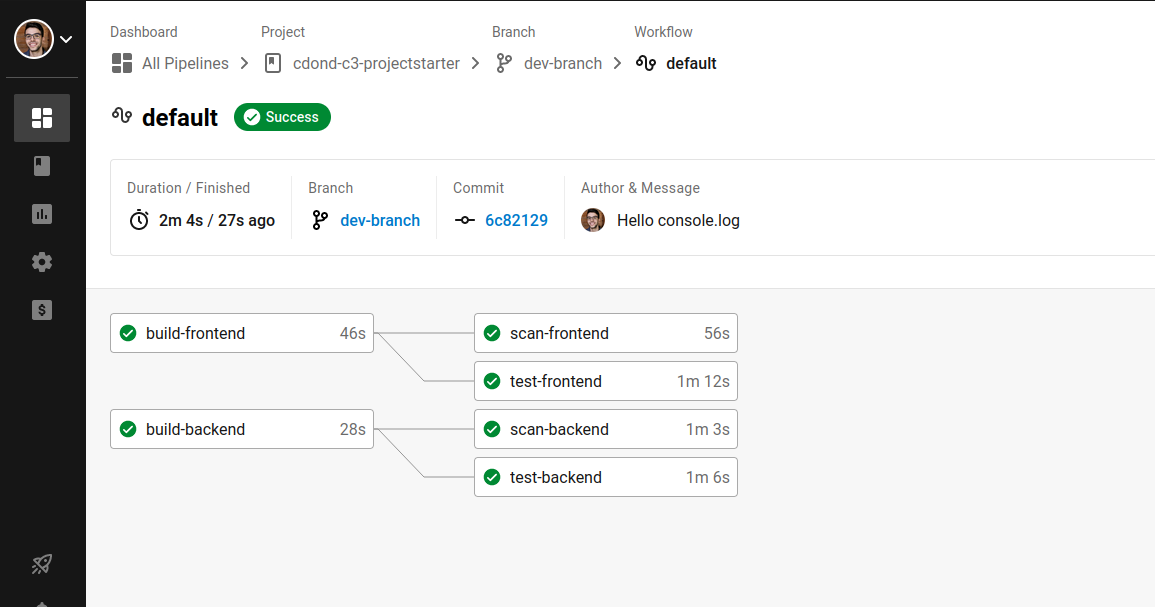 Dashboard Project Branch Workflow
All Pipelines cdond-c3-projectstarter dev-branch default
default Success
Duration / Finished Branch Commit Author & Message
2m 4s / 27s ago dev-branch 6c82129 Hello console.log
build-frontend 46s scan-frontend 56s
test-frontend 1m 12s
build-backend 28s scan-backend 1m 3s
test-backend 1m 6s